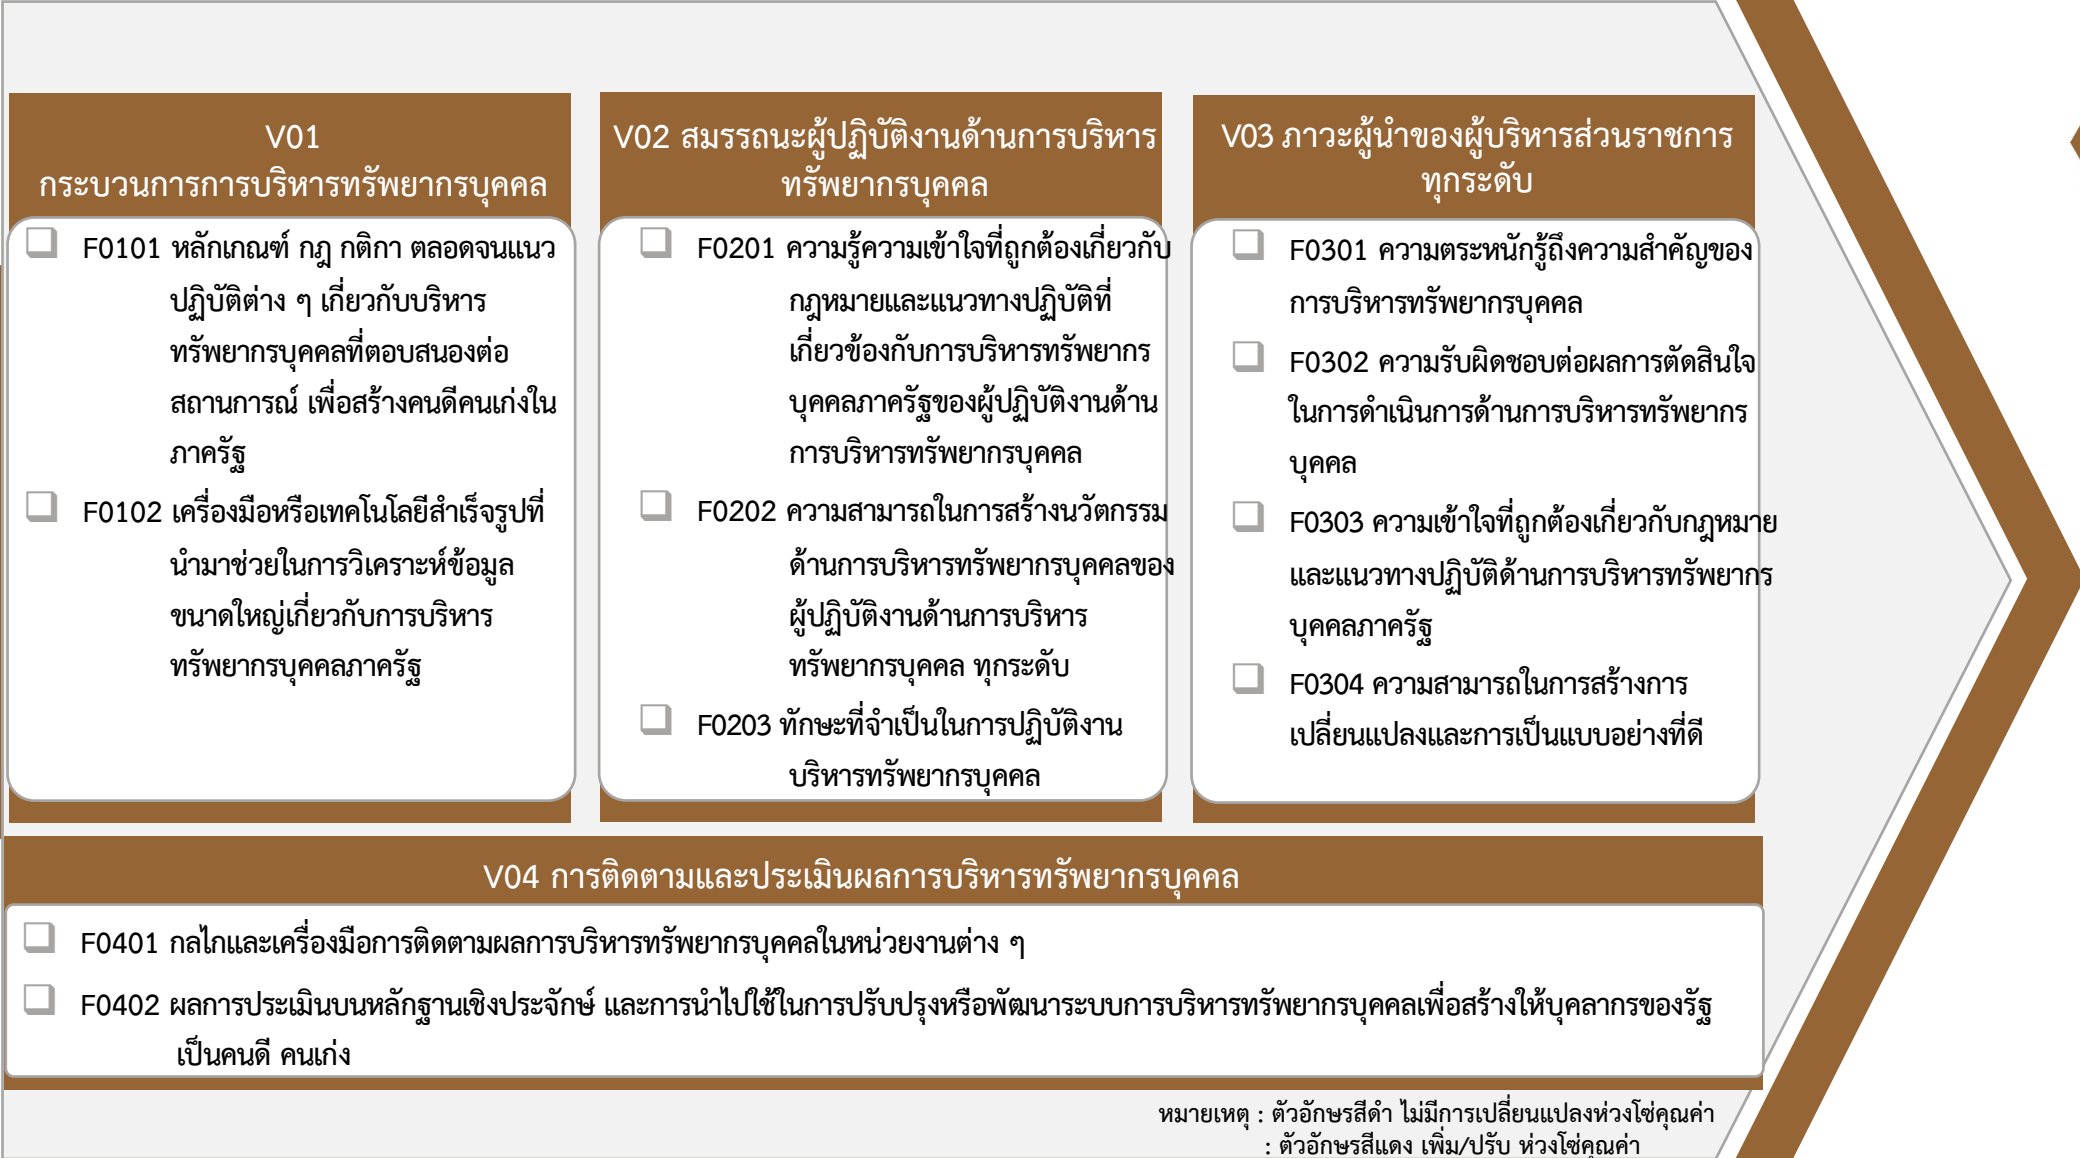 V01
กระบวนการการบริหารทรัพยากรบุคคล
F0101 หลักเกณฑ์ กฎ กติกา ตลอดจนแนว
ปฏิบัติต่าง ๆ เกี่ยวกับบริหาร
ทรัพยากรบุคคลที่ตอบสนองต่อ
สถานการณ์ เพื่อสร้างคนดีคนเก่งใน
ภาครัฐ
F0102 เครื่องมือหรือเทคโนโลยีสำเร็จรูปที่
นำมาช่วยในการวิเคราะห์ข้อมูล
ขนาดใหญ่เกี่ยวกับการบริหาร
ทรัพยากรบุคคลภาครัฐ
V02 สมรรถนะผู้ปฏิบัติงานด้านการบริหาร
ทรัพยากรบุคคล
F0201 ความรู้ความเข้าใจที่ถูกต้องเกี่ยวกับ
กฎหมายและแนวทางปฏิบัติที่
เกี่ยวข้องกับการบริหารทรัพยากร
บุคคลภาครัฐของผู้ปฏิบัติงานด้าน
การบริหารทรัพยากรบุคคล
F0202 ความสามารถในการสร้างนวัตกรรม
ด้านการบริหารทรัพยากรบุคคลของ
ผู้ปฏิบัติงานด้านการบริหาร
ทรัพยากรบุคคล ทุกระดับ
F0203 ทักษะที่จำเป็นในการปฏิบัติงาน
บริหารทรัพยากรบุคคล
V03 ภาวะผู้นำของผู้บริหารส่วนราชการ
ทุกระดับ
F0301 ความตระหนักรู้ถึงความสำคัญของ
การบริหารทรัพยากรบุคคล
F0302 ความรับผิดชอบต่อผลการตัดสินใจ
ในการดำเนินการด้านการบริหารทรัพยากร
บุคคล
F0303 ความเข้าใจที่ถูกต้องเกี่ยวกับกฎหมาย
และแนวทางปฏิบัติด้านการบริหารทรัพยากร
บุคคลภาครัฐ
F0304 ความสามารถในการสร้างการ
เปลี่ยนแปลงและการเป็นแบบอย่างที่ดี
V04 การติดตามและประเมินผลการบริหารทรัพยากรบุคคล
F0401 กลไกและเครื่องมือการติดตามผลการบริหารทรัพยากรบุคคลในหน่วยงานต่าง ๆ
F0402 ผลการประเมินบนหลักฐานเชิงประจักษ์ และการนำไปใช้ในการปรับปรุงหรือพัฒนาระบบการบริหารทรัพยากรบุคคลเพื่อสร้างให้บุคลากรของรัฐ
เป็นคนดี คนเก่ง
หมายเหตุ : ตัวอักษรสีดำ ไม่มีการเปลี่ยนแปลงห่วงโซ่คุณค่า
: ตัวอักษรสีแดง เพิ่ม/ปรับ ห่วงโซ่คุณค่า